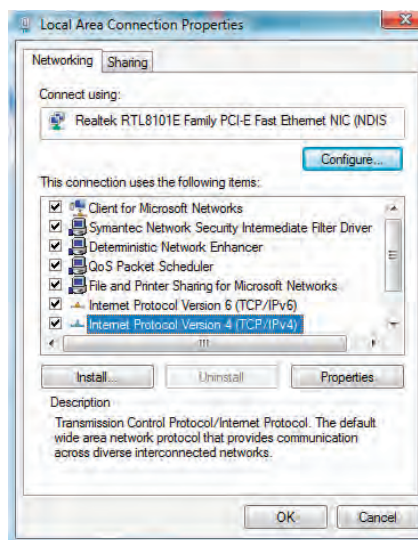 Local Area Connection Properties
Networking
Sharing
Connect using:
Realtek RTL8101E Family PCI-E Fast Ethernet NIC (NDIS
Configure...
This connection uses the following items:
Client for Microsoft Networks
Symantec Network Security Intermediate Filter Driver
Deterministic Network Enhancer
QoS Packet Scheduler
File and Printer Sharing for Microsoft Networks
Internet Protocol Version 6 (TCP/IPv6)
Internet Protocol Version 4 (TCP/IPv4)
Install...
Uninstall
Properties
Description
Transmission Control Protocol/Internet Protocol. The default
wide area network protocol that provides communication
across diverse interconnected networks.
OK
Cancel